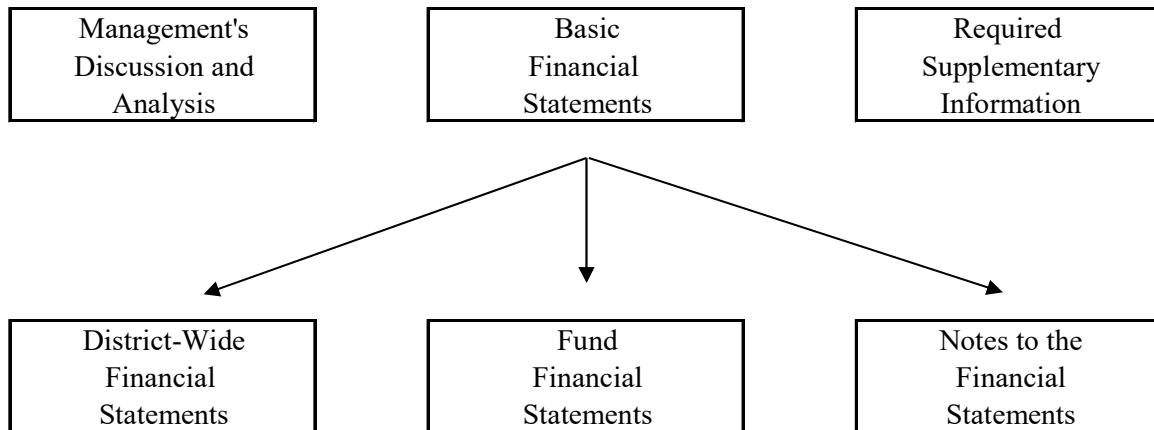 Management's
Discussion and
Analysis
Basic
Financial
Statements
Required
Supplementary
Information
District-Wide
Financial
Statements
Fund
Financial
Statements
Notes to the
Financial
Statements